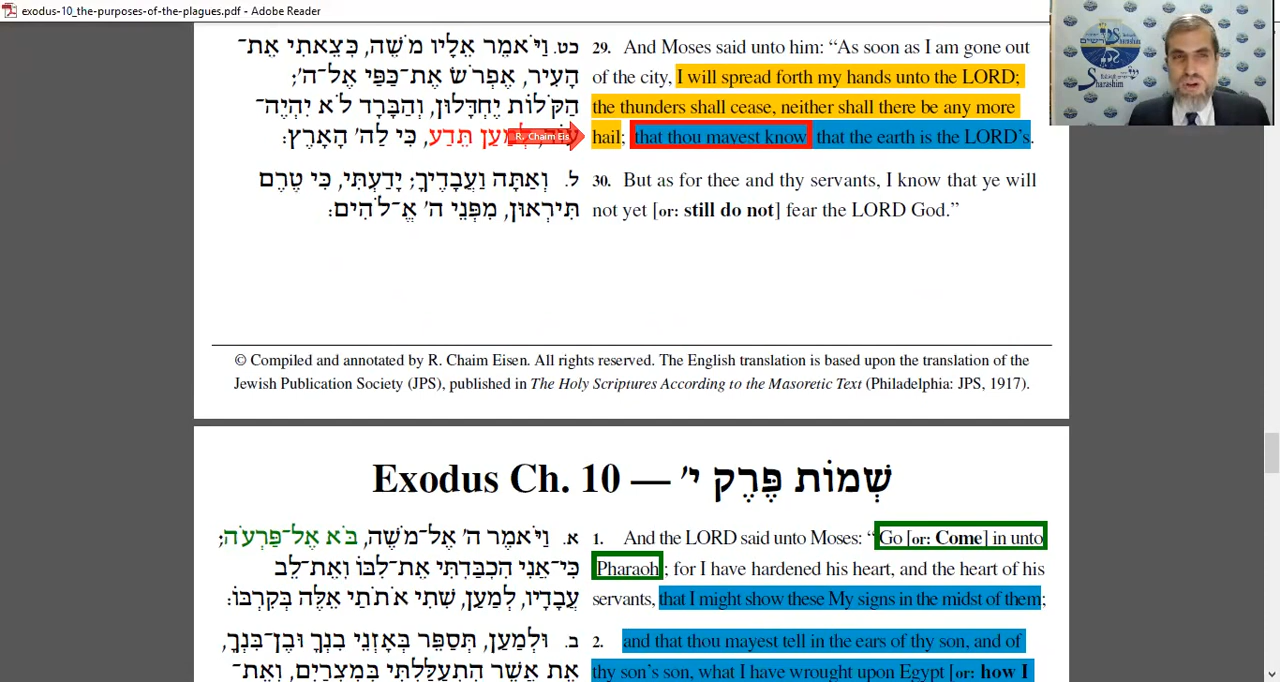 exodus-10_the-purposes-of-the-plagues.pdf - Adobe Reader
Sharashim
כט. וַיֹּאמֶר אֵלָיו מֹשֶׁה, כְּצֵאתִי אֶת־
הָעִיר, אֶפְרֹשׂ אֶת־כַּפַּי אֶל־ה׳;
הַקֹּלוֹת יֶחְדָּלוּן, וְהַבָּרָד לֹא יִהְיֶה־
תֵּדַע, כִּי לַה׳ הָאָרֶץ:
R. Chaim Eis
29. And Moses said unto him: “As soon as I am gone out
of the city, I will spread forth my hands unto the LORD;
the thunders shall cease, neither shall there be any more
hail; that thou mayest know that the earth is the LORD’s.
ל. וְאַתָּה וַעֲבָדֶיךָ; יָדַעְתִּי, כִּי טֶרֶם
תִּירְאוּן, מִפְּנֵי ה׳ אֱ־לֹהִים:
30. But as for thee and thy servants, I know that ye will
not yet [or: still do not] fear the LORD God.”
© Compiled and annotated by R. Chaim Eisen. All rights reserved. The English translation is based upon the translation of the
Jewish Publication Society (JPS), published in The Holy Scriptures According to the Masoretic Text (Philadelphia: JPS, 1917).
Exodus Ch. 10 — שְׁמוֹת פֶּרֶק י׳
א. וַיֹּאמֶר ה׳ אֶל־מֹשֶׁה, בֹּא אֶל־פַּרְעֹה;
כִּי־אֲנִי הִכְבַּדְתִּי אֶת־לִבּוֹ וְאֶת־לֵב
עֲבָדָיו, לְמַעַן, שִׁתִי אֹתֹתַי אֵלֶּה בְּקִרְבּוֹ:
1. And the LORD said unto Moses: “Go [or: Come] in unto
Pharaoh; for I have hardened his heart, and the heart of his
servants, that I might show these My signs in the midst of them;
ב. וּלְמַעַן, תְּסַפֵּר בְּאָזְנֵי בִנְךָ וּבֶן־בִּנְךָ,
אֵת אֲשֶׁר הִתְעַלַּלְתִּי בְּמִצְרַיִם, וְאֶת־
2. and that thou mayest tell in the ears of thy son, and of
thy son’s son, what I have wrought upon Egypt [or: how I